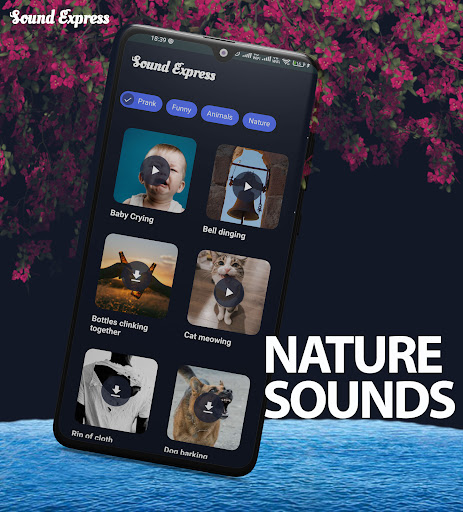 Sound Express
18:39
Sound Express
Prank
Funny
Animals
Nature
Baby Crying
Bell dinging
Bottles clinking
together
Cat meowing
Rip of cloth
Dog barking
NATURE
SOUNDS